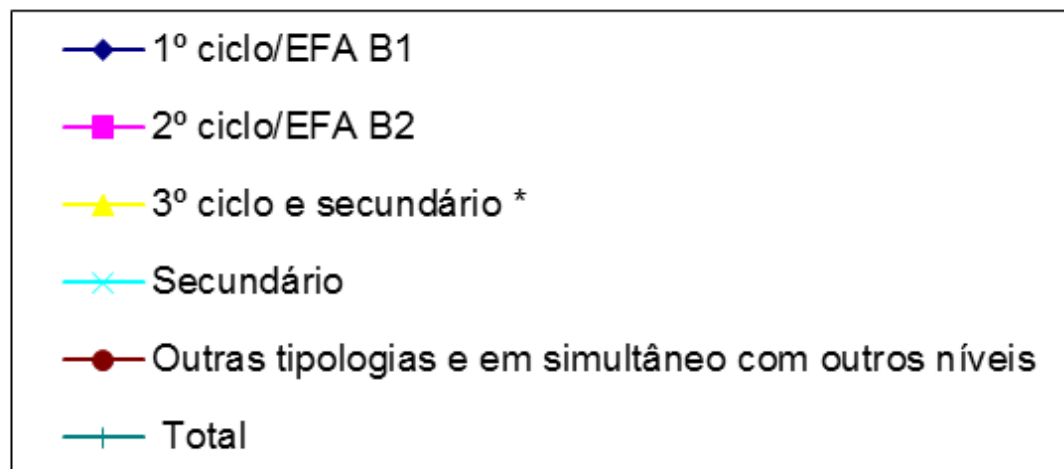 1º ciclo/EFA B1
2º ciclo/EFA B2
3º ciclo e secundário *
Secundário
Outras tipologias e em simultâneo com outros níveis
Total